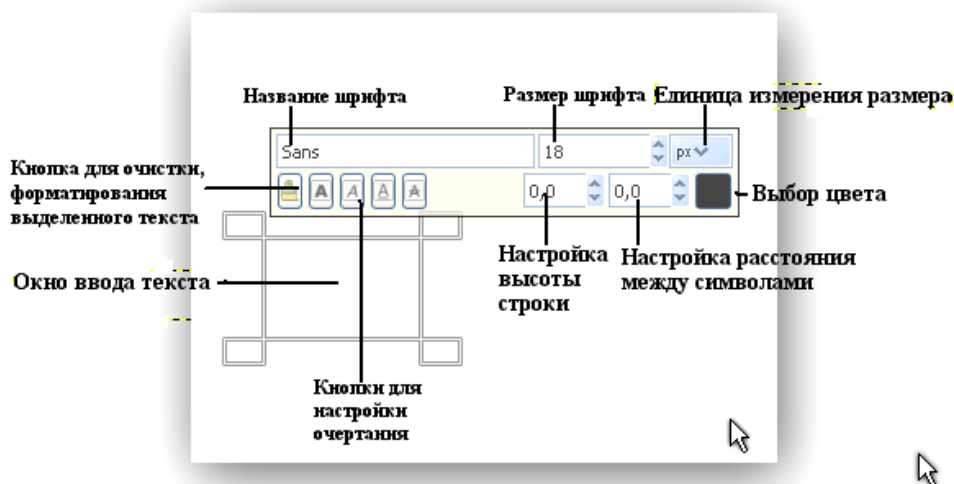 Название шрифта
Размер шрифта
Елиница измерения размера
Sans
18
px
Кнопка для очистки,
форматирования
выделенного текста
A A A A
0,0
0,0
Выбор цвета
Настройка
высоты
строки
Настройка расстояния
между символами
Окно ввода текста
Кнопки для
настройки
очертания